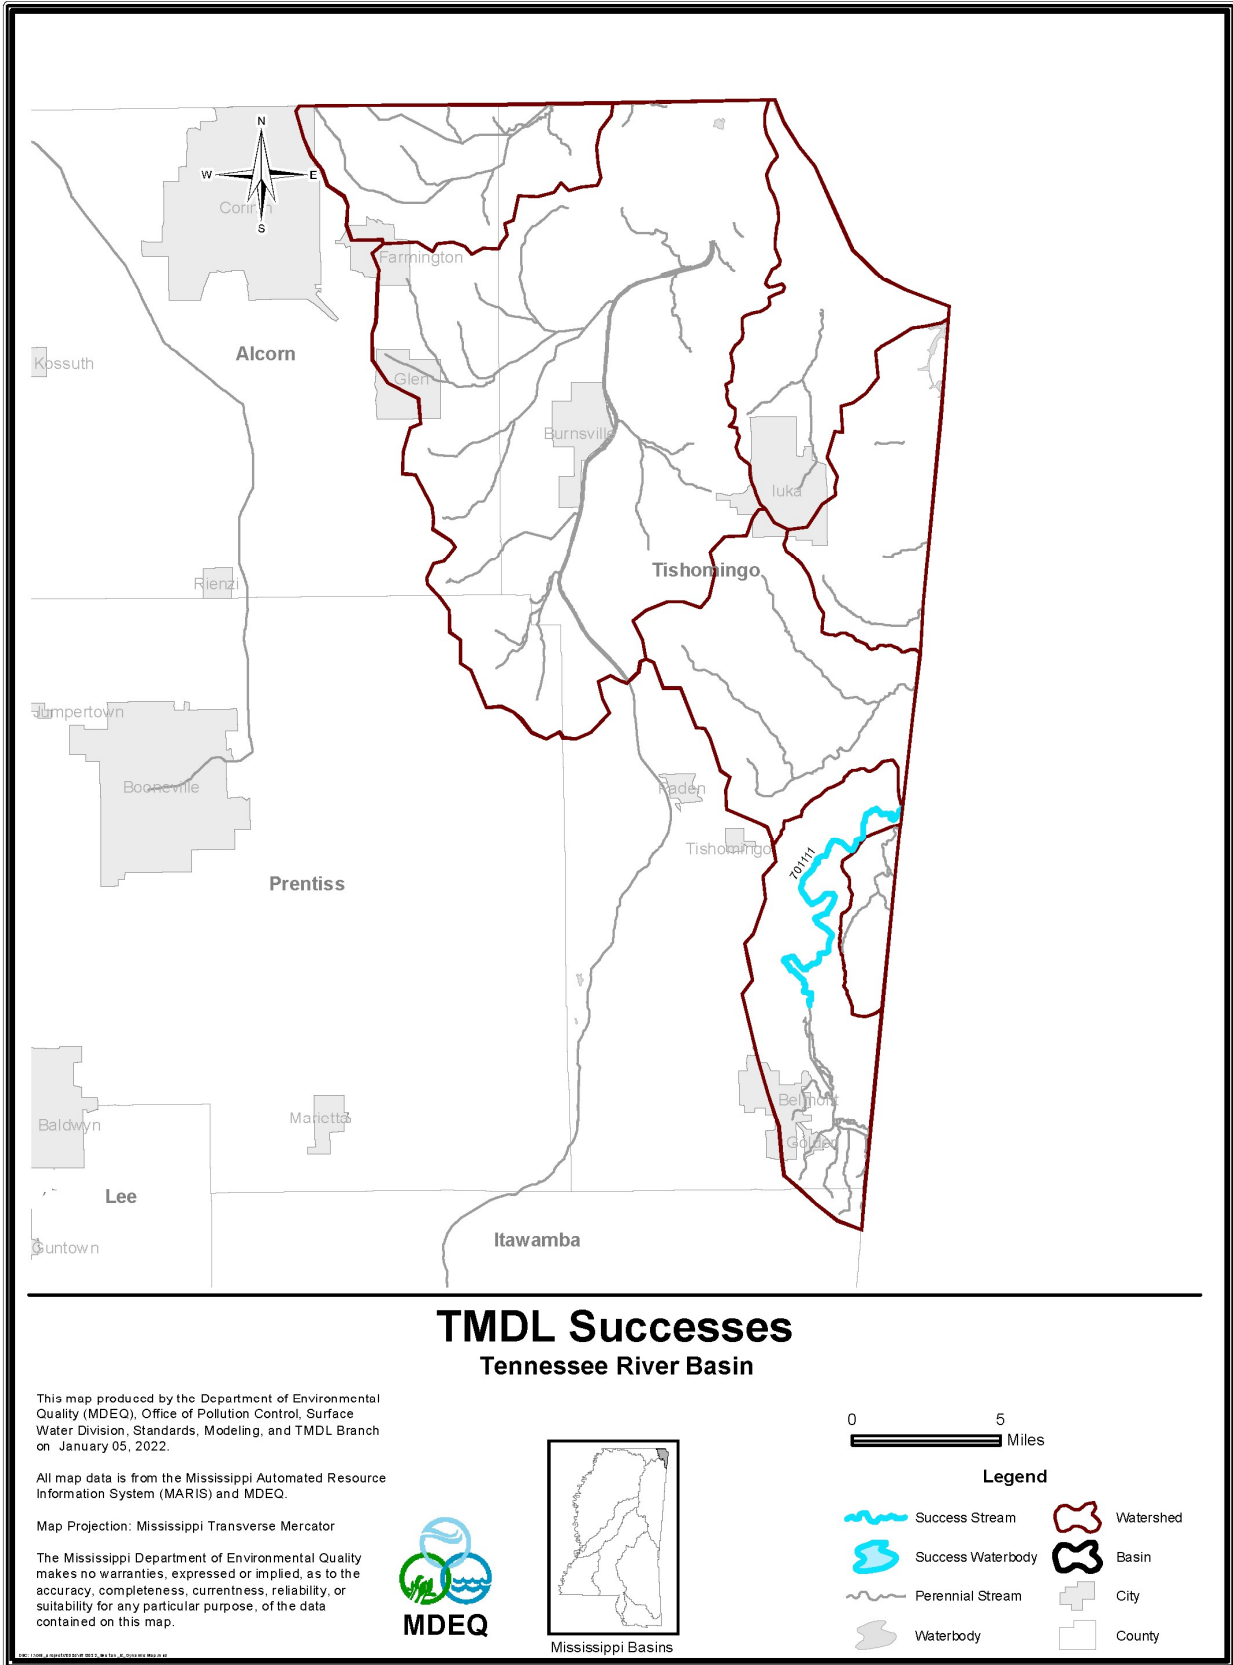 N
W E
S
Corinth
Farmington
Kossuth
Alcorn
Glen
Burnsville
Iuka
Tishomingo
Rienzi
Jumpertown
Booneville
Paden
Tishomingo
701111
Prentiss
Baldwyn
Marietta
Belmont
Golden
Lee
Guntown
Itawamba
TMDL Successes
Tennessee River Basin
This map produced by the Department of Environmental
Quality (MDEQ), Office of Pollution Control, Surface
Water Division, Standards, Modeling, and TMDL Branch
on January 05, 2022.
All map data is from the Mississippi Automated Resource
Information System (MARIS) and MDEQ.
Map Projection: Mississippi Transverse Mercator
The Mississippi Department of Environmental Quality
makes no warranties, expressed or implied, as to the
accuracy, completeness, currentness, reliability, or
suitability for any particular purpose, of the data
contained on this map.
MDEQ
Mississippi Basins
0 5
Miles
Legend
Success Stream
Watershed
Success Waterbody
Basin
Perennial Stream
City
Waterbody
County